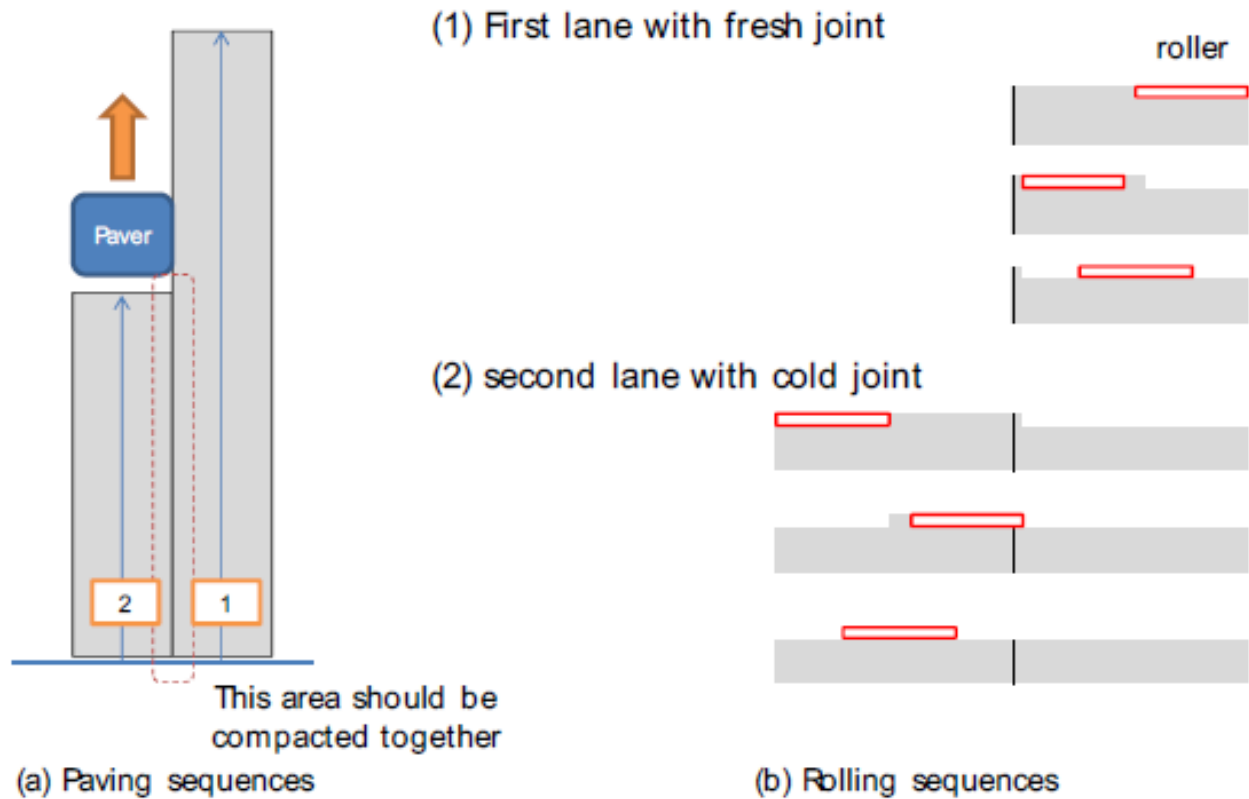 (1) First lane with fresh joint
roller
Paver
(2) second lane with cold joint
2
1
This area should be
compacted together
(a) Paving sequences
(b) Rolling sequences